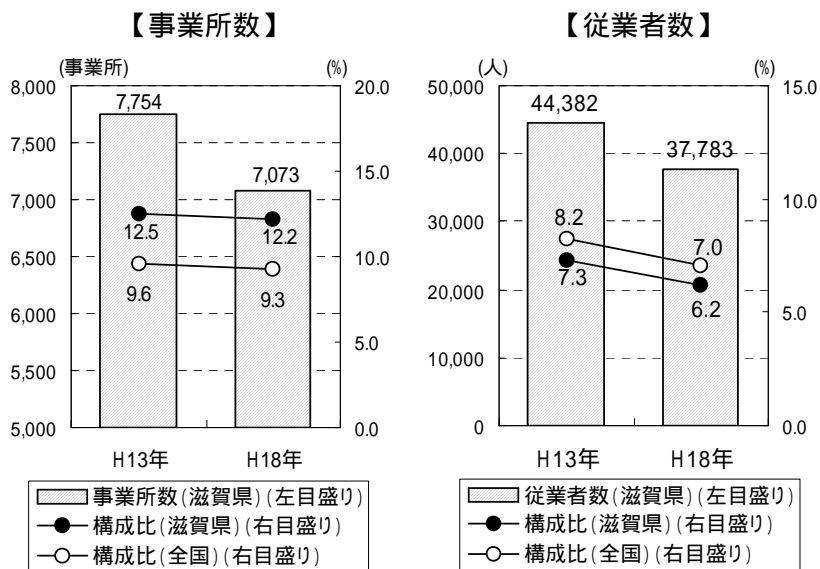 【事業所数】
(事業所) (%)
8,000
7,500
7,000
6,500
6,000
5,500
5,000
20.0
15.0
10.0
5.0
0.0
7,754
7,073
12.5
12.2
9.6
9.3
H13年 H18年
事業所数(滋賀県)(左目盛り)
構成比(滋賀県)(右目盛り)
構成比(全国)(右目盛り)
【従業者数】
(人) (%)
50,000
40,000
30,000
20,000
10,000
0
15.0
10.0
5.0
0.0
44,382
37,783
8.2
7.0
7.3
6.2
H13年 H18年
従業者数(滋賀県)(左目盛り)
構成比(滋賀県)(右目盛り)
構成比(全国)(右目盛り)